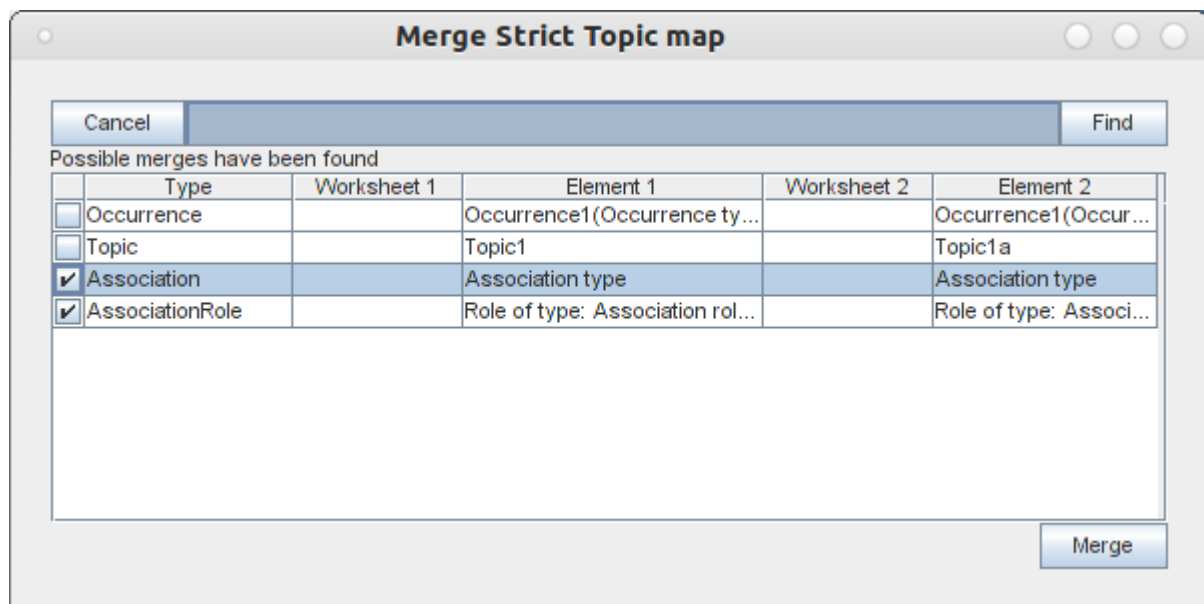 Merge Strict Topic map
Cancel Find
Possible merges have been found
Type Worksheet 1 Element 1 Worksheet 2 Element 2
Occurrence Occurrence1(Occurrence ty... Occurrence1(Occur...
Topic Topic1 Topic1a
Association Association type Association type
AssociationRole Role of type: Association rol... Role of type: Associ...
Merge